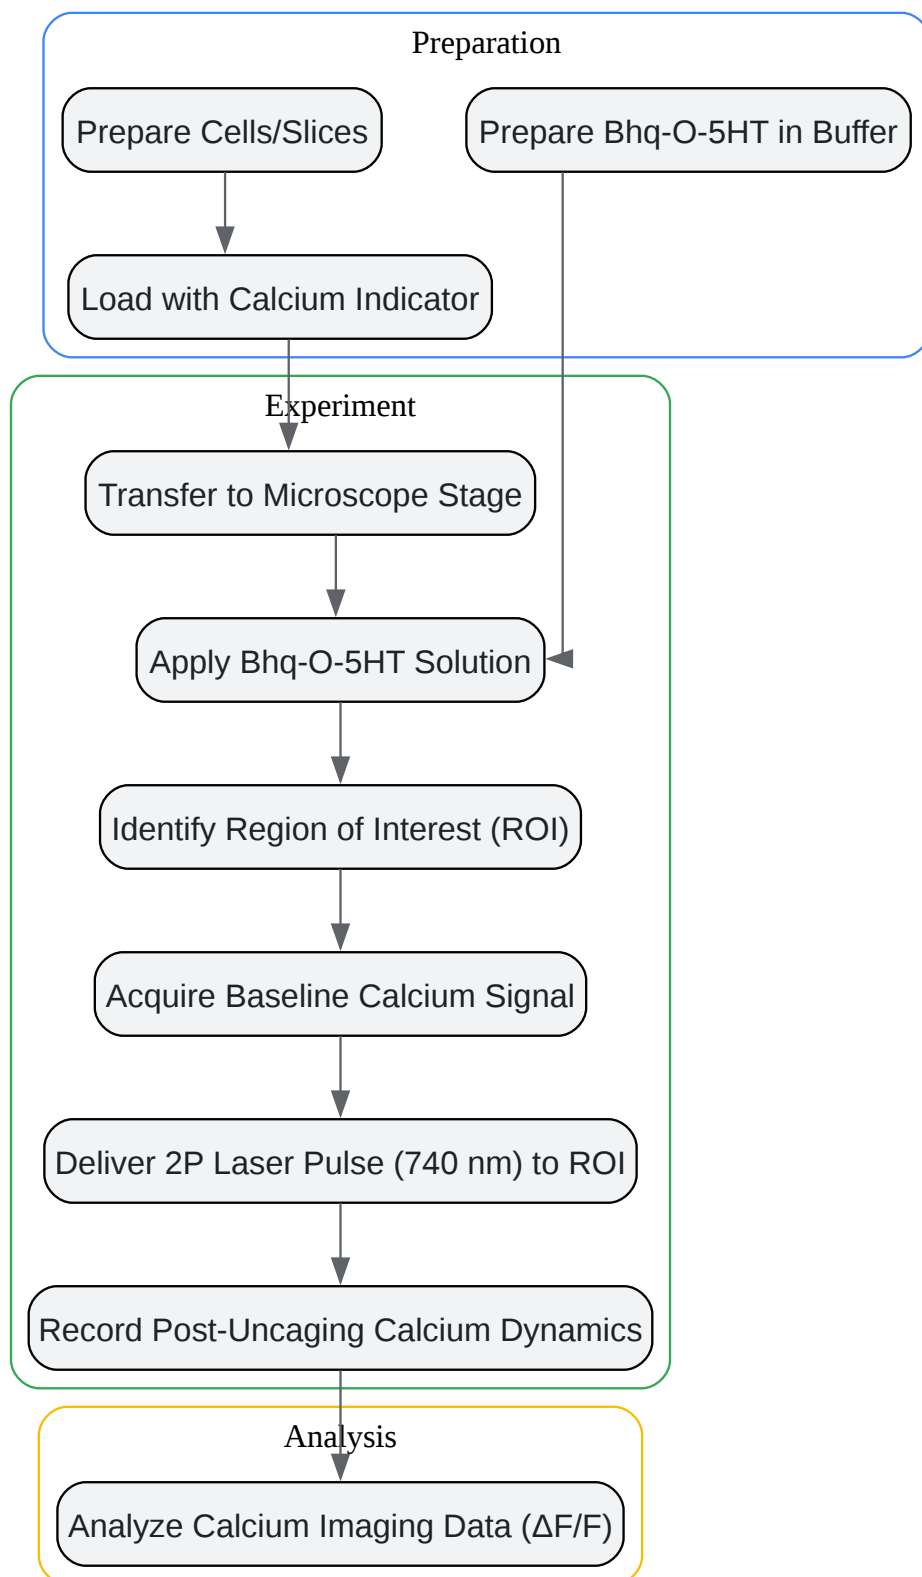 Preparation
Prepare Cells/Slices
Prepare Bhq-O-5HT in Buffer
Load with Calcium Indicator
Experiment
Transfer to Microscope Stage
Apply Bhq-O-5HT Solution
Identify Region of Interest (ROI)
Acquire Baseline Calcium Signal
Deliver 2P Laser Pulse (740 nm) to ROI
Record Post-Uncaging Calcium Dynamics
Analysis
Analyze Calcium Imaging Data (ΔF/F)